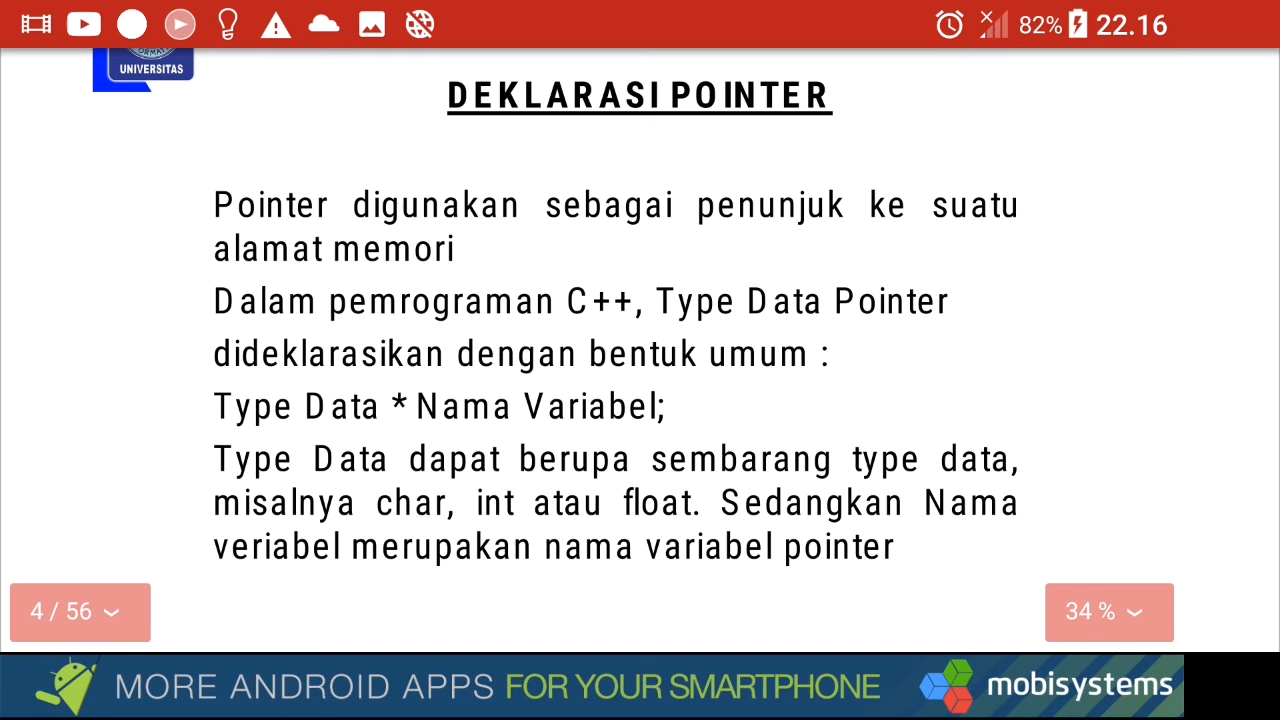 82% 22.16
ORMAT
UNIVERSITAS
DEKLARASI POINTER
Pointer digunakan sebagai penunjuk ke suatu
alamat memori
Dalam pemrograman C++, Type Data Pointer
dideklarasikan dengan bentuk umum :
Type Data * Nama Variabel;
Type Data dapat berupa sembarang type data,
misalnya char, int atau float. Sedangkan Nama
veriabel merupakan nama variabel pointer
4 / 56
34 %
MORE ANDROID APPS FOR YOUR SMARTPHONE
mobisystems